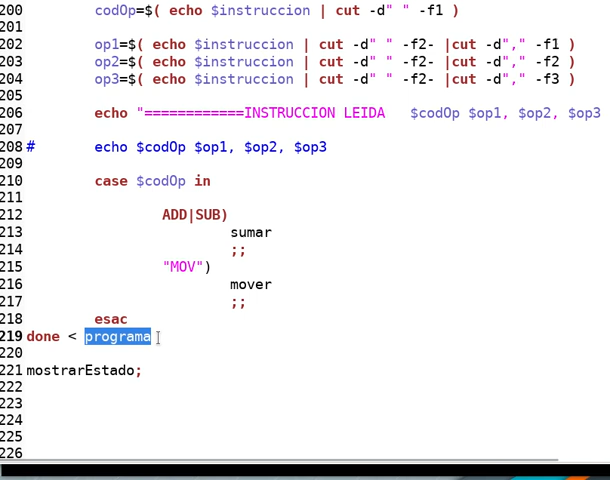 200 codOp=$( echo $instruccion | cut -d" " -f1 )
201
202 op1=$( echo $instruccion | cut -d" " -f2- |cut -d"," -f1 )
203 op2=$( echo $instruccion | cut -d" " -f2- |cut -d"," -f2 )
204 op3=$( echo $instruccion | cut -d" " -f2- |cut -d"," -f3 )
205
206 echo "============INSTRUCCION LEIDA $codOp $op1, $op2, $op3
207
208 # echo $codOp $op1, $op2, $op3
209
210 case $codOp in
211
212 ADD|SUB)
213 sumar
214 ;;
215 "MOV")
216 mover
217 ;;
218 esac
219 done < programa
220
221 mostrarEstado;
222
223
224
225
226